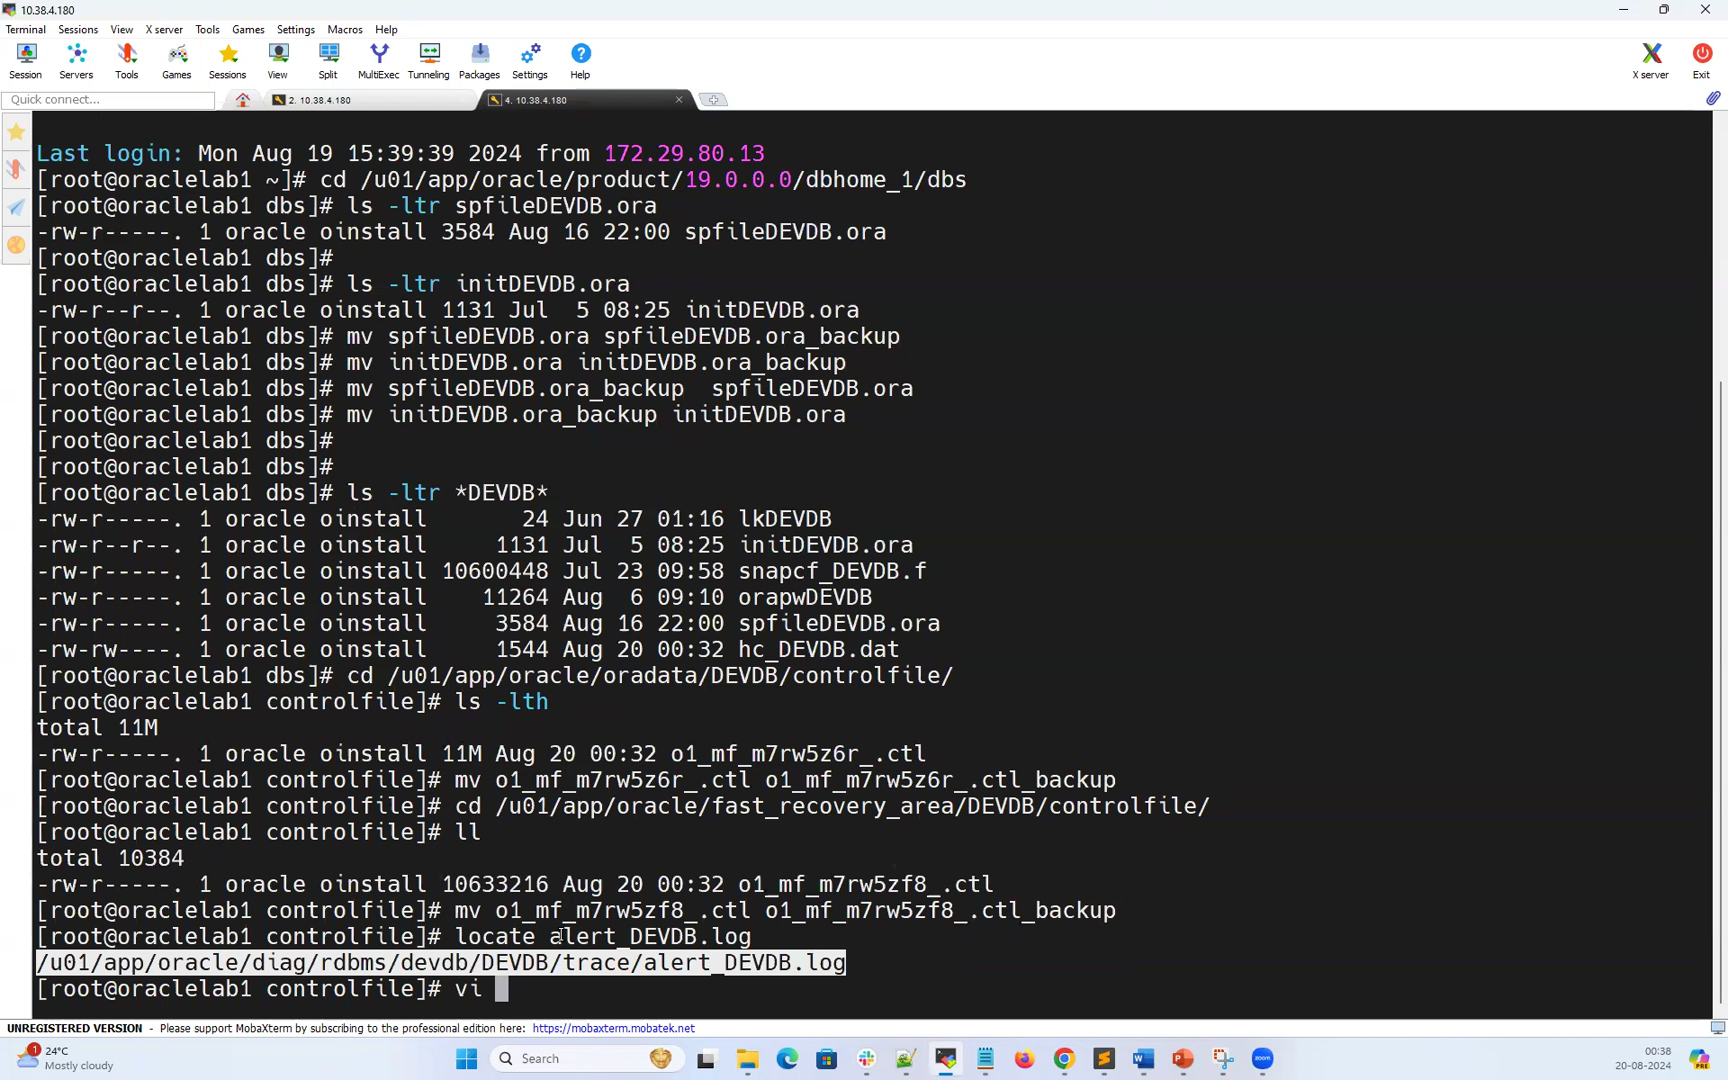 10.38.4.180
Terminal Sessions View X server Tools Games Settings Macros Help
Session Servers Tools Games Sessions View Split MultiExec Tunneling Packages Settings Help X server Exit
Quick connect... 2. 10.38.4.180 4. 10.38.4.180
Last login: Mon Aug 19 15:39:39 2024 from 172.29.80.13
[root@oraclelab1 ~]# cd /u01/app/oracle/product/19.0.0.0/dbhome_1/dbs
[root@oraclelab1 dbs]# ls -ltr spfileDEVDB.ora
-rw-r-----. 1 oracle oinstall 3584 Aug 16 22:00 spfileDEVDB.ora
[root@oraclelab1 dbs]#
[root@oraclelab1 dbs]# ls -ltr initDEVDB.ora
-rw-r--r--. 1 oracle oinstall 1131 Jul  5 08:25 initDEVDB.ora
[root@oraclelab1 dbs]# mv spfileDEVDB.ora spfileDEVDB.ora_backup
[root@oraclelab1 dbs]# mv initDEVDB.ora initDEVDB.ora_backup
[root@oraclelab1 dbs]# mv spfileDEVDB.ora_backup  spfileDEVDB.ora
[root@oraclelab1 dbs]# mv initDEVDB.ora_backup initDEVDB.ora
[root@oraclelab1 dbs]#
[root@oraclelab1 dbs]#
[root@oraclelab1 dbs]# ls -ltr *DEVDB*
-rw-r-----. 1 oracle oinstall       24 Jun 27 01:16 lkDEVDB
-rw-r--r--. 1 oracle oinstall     1131 Jul  5 08:25 initDEVDB.ora
-rw-r-----. 1 oracle oinstall 10600448 Jul 23 09:58 snapcf_DEVDB.f
-rw-r-----. 1 oracle oinstall    11264 Aug  6 09:10 orapwDEVDB
-rw-r-----. 1 oracle oinstall     3584 Aug 16 22:00 spfileDEVDB.ora
-rw-rw----. 1 oracle oinstall     1544 Aug 20 00:32 hc_DEVDB.dat
[root@oraclelab1 dbs]# cd /u01/app/oracle/oradata/DEVDB/controlfile/
[root@oraclelab1 controlfile]# ls -lth
total 11M
-rw-r-----. 1 oracle oinstall 11M Aug 20 00:32 o1_mf_m7rw5z6r_.ctl
[root@oraclelab1 controlfile]# mv o1_mf_m7rw5z6r_.ctl o1_mf_m7rw5z6r_.ctl_backup
[root@oraclelab1 controlfile]# cd /u01/app/oracle/fast_recovery_area/DEVDB/controlfile/
[root@oraclelab1 controlfile]# ll
total 10384
-rw-r-----. 1 oracle oinstall 10633216 Aug 20 00:32 o1_mf_m7rw5zf8_.ctl
[root@oraclelab1 controlfile]# mv o1_mf_m7rw5zf8_.ctl o1_mf_m7rw5zf8_.ctl_backup
[root@oraclelab1 controlfile]# locate alert_DEVDB.log
/u01/app/oracle/diag/rdbms/devdb/DEVDB/trace/alert_DEVDB.log
[root@oraclelab1 controlfile]# vi
UNREGISTERED VERSION - Please support MobaXterm by subscribing to the professional edition here: https://mobaxterm.mobatek.net
1 24°C
Mostly cloudy
Search
PRE
00:38
20-08-2024